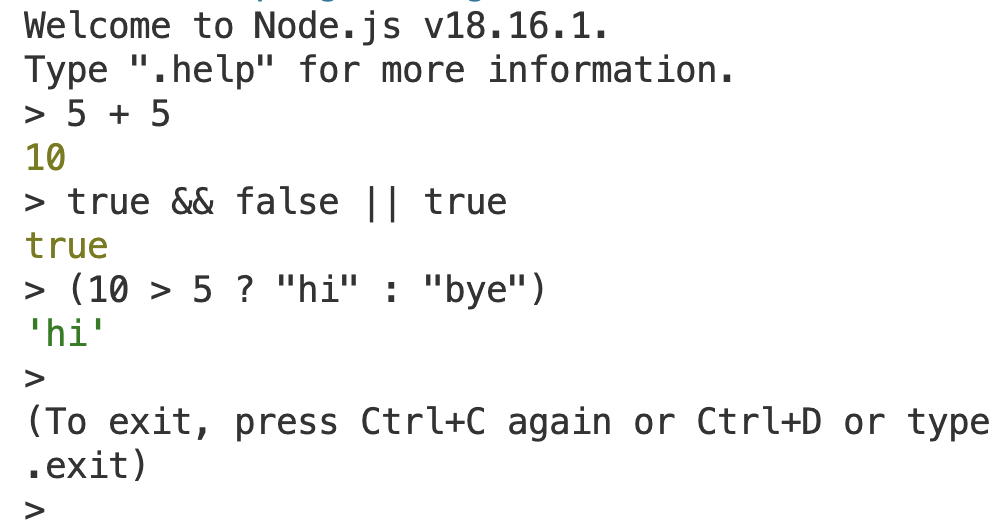 Welcome to Node.js v18.16.1.
Type ".help" for more information.
> 5 + 5
10
> true && false || true
true
> (10 > 5 ? "hi" : "bye")
'hi'
>
(To exit, press Ctrl+C again or Ctrl+D or type
.exit)
>